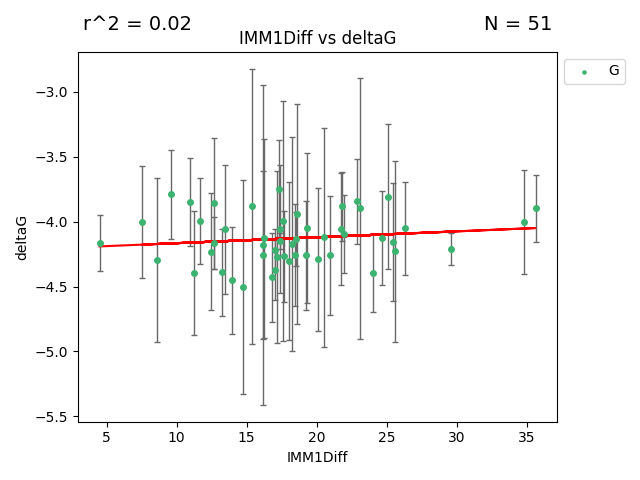 r^2 = 0.02
N = 51
IMM1Diff vs deltaG
G
−3.0
−3.5
−4.0
−4.5
−5.0
−5.5
deltaG
5 10 15 20 25 30 35
IMM1Diff